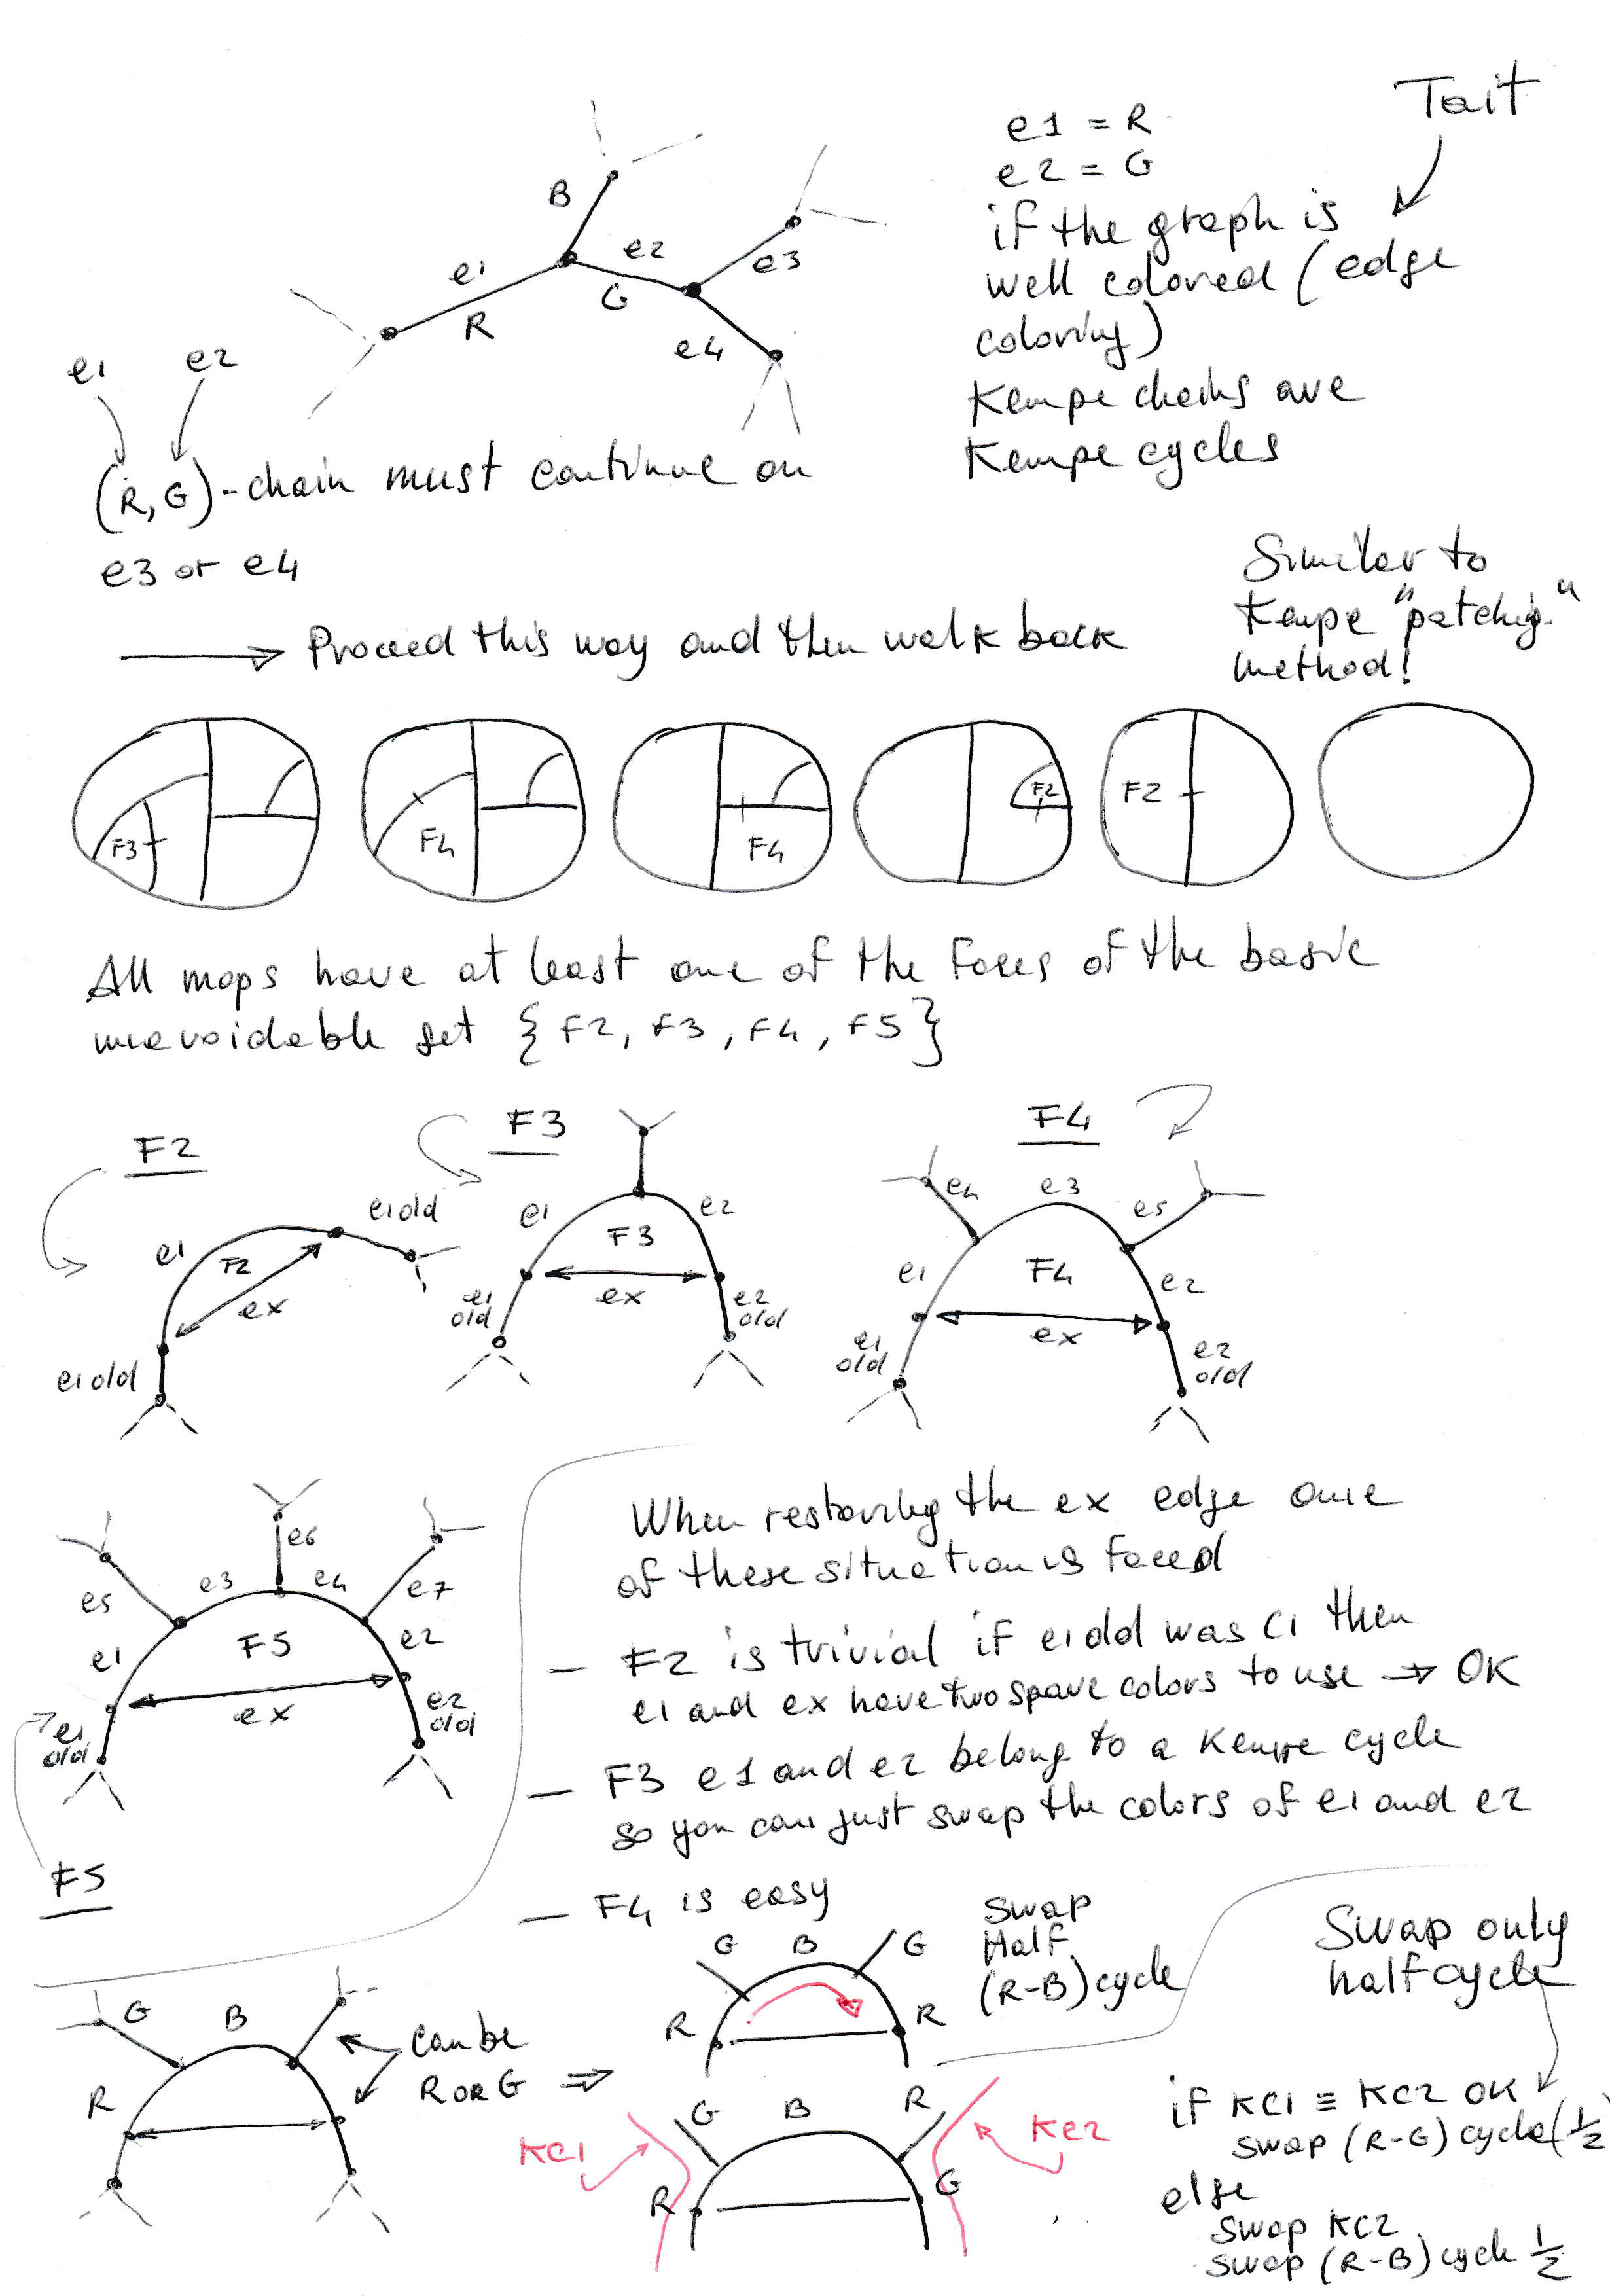 Tait
e1 = R
e2 = G
if the graph is
well colored (edge
coloring)
Kempe chains are
Kempe cycles
B
e1
R
e2
G
e3
e4
e1 e2
(R,G)-chain must continue on
e3 or e4
Similar to
Kempe "patching"
method!
Proceed this way and then walk back
F3
F4
F4
F2
F2
All maps have at least one of the faces of the basic
unavoidable set {F2, F3, F4, F5}
F2
e1
e1 old
F2
ex
e1 old
F3
e1
e2
F3
ex
e1
old
e2
old
F4
e4
e3
e5
e1
F4
e2
ex
e1
old
e2
old
e6
e5
e3
e4
e7
e1
F5
e2
ex
e1
old
e2
old
F5
When restoring the ex edge one
of these situation is faced
— F2 is trivial if e1old was C1 then
e1 and ex have two spare colors to use → OK
— F3 e1 and e2 belong to a Kempe cycle
so you can just swap the colors of e1 and e2
— F4 is easy
G B G
R R
Swap
Half
(R-B) cycle
Swap only
half cycle
G B
R
can be
R OR G ⇒
KC1
G B R
R G
KC2
if KC1 ≡ KC2 OK
swap (R-G) cycle (1/2)
else
swap KC2
swap (R-B) cycle 1/2